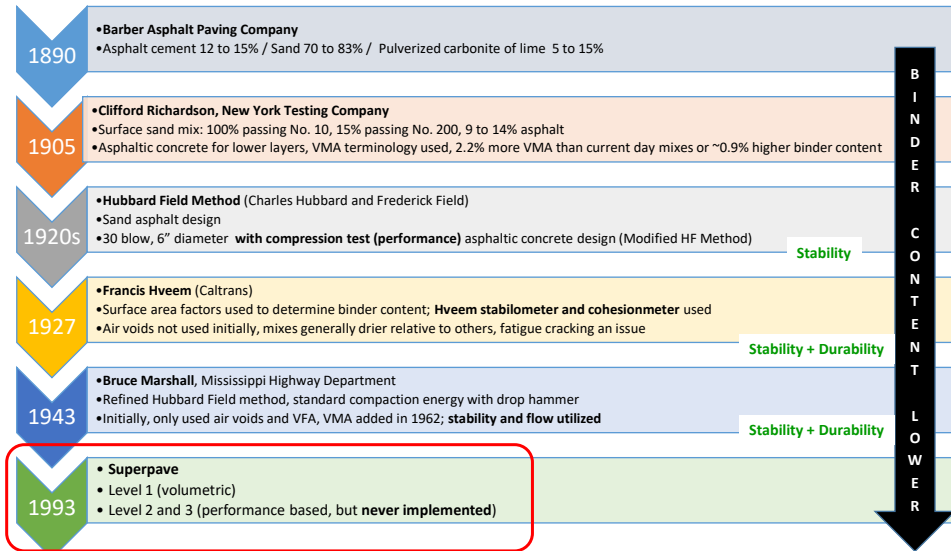 1890
•Barber Asphalt Paving Company
•Asphalt cement 12 to 15% / Sand 70 to 83% / Pulverized carbonite of lime 5 to 15%
1905
•Clifford Richardson, New York Testing Company
•Surface sand mix: 100% passing No. 10, 15% passing No. 200, 9 to 14% asphalt
•Asphaltic concrete for lower layers, VMA terminology used, 2.2% more VMA than current day mixes or ~0.9% higher binder content
1920s
•Hubbard Field Method (Charles Hubbard and Frederick Field)
•Sand asphalt design
•30 blow, 6” diameter with compression test (performance) asphaltic concrete design (Modified HF Method)
Stability
1927
•Francis Hveem (Caltrans)
•Surface area factors used to determine binder content; Hveem stabilometer and cohesionmeter used
•Air voids not used initially, mixes generally drier relative to others, fatigue cracking an issue
Stability + Durability
1943
•Bruce Marshall, Mississippi Highway Department
•Refined Hubbard Field method, standard compaction energy with drop hammer
•Initially, only used air voids and VFA, VMA added in 1962; stability and flow utilized
Stability + Durability
1993
• Superpave
• Level 1 (volumetric)
• Level 2 and 3 (performance based, but never implemented)
BINDER CONTENT LOWER